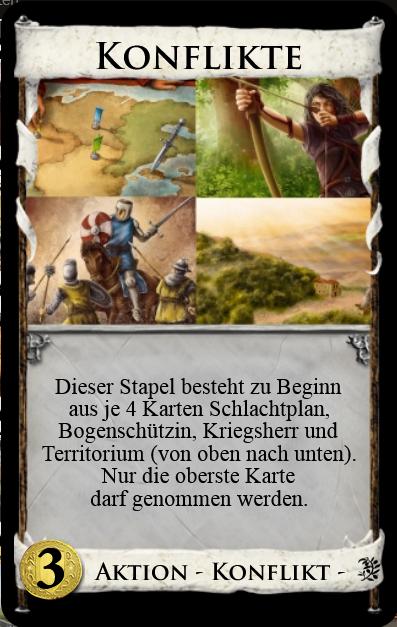 Konflikte
Dieser Stapel besteht zu Beginn
aus je 4 Karten Schlachtplan,
Bogenschützin, Kriegsherr und
Territorium (von oben nach unten).
Nur die oberste Karte
darf genommen werden.
3 Aktion - Konflikt -